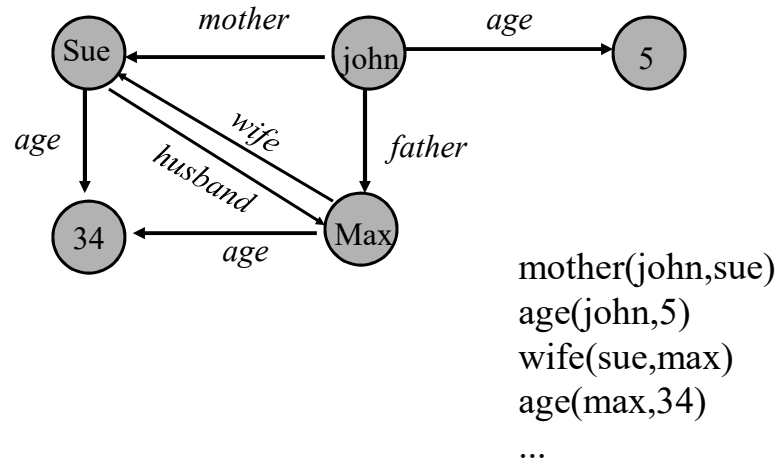 mother
age
Sue
john
5
age
wife
husband
father
34
age
Max
mother(john,sue)
age(john,5)
wife(sue,max)
age(max,34)
...